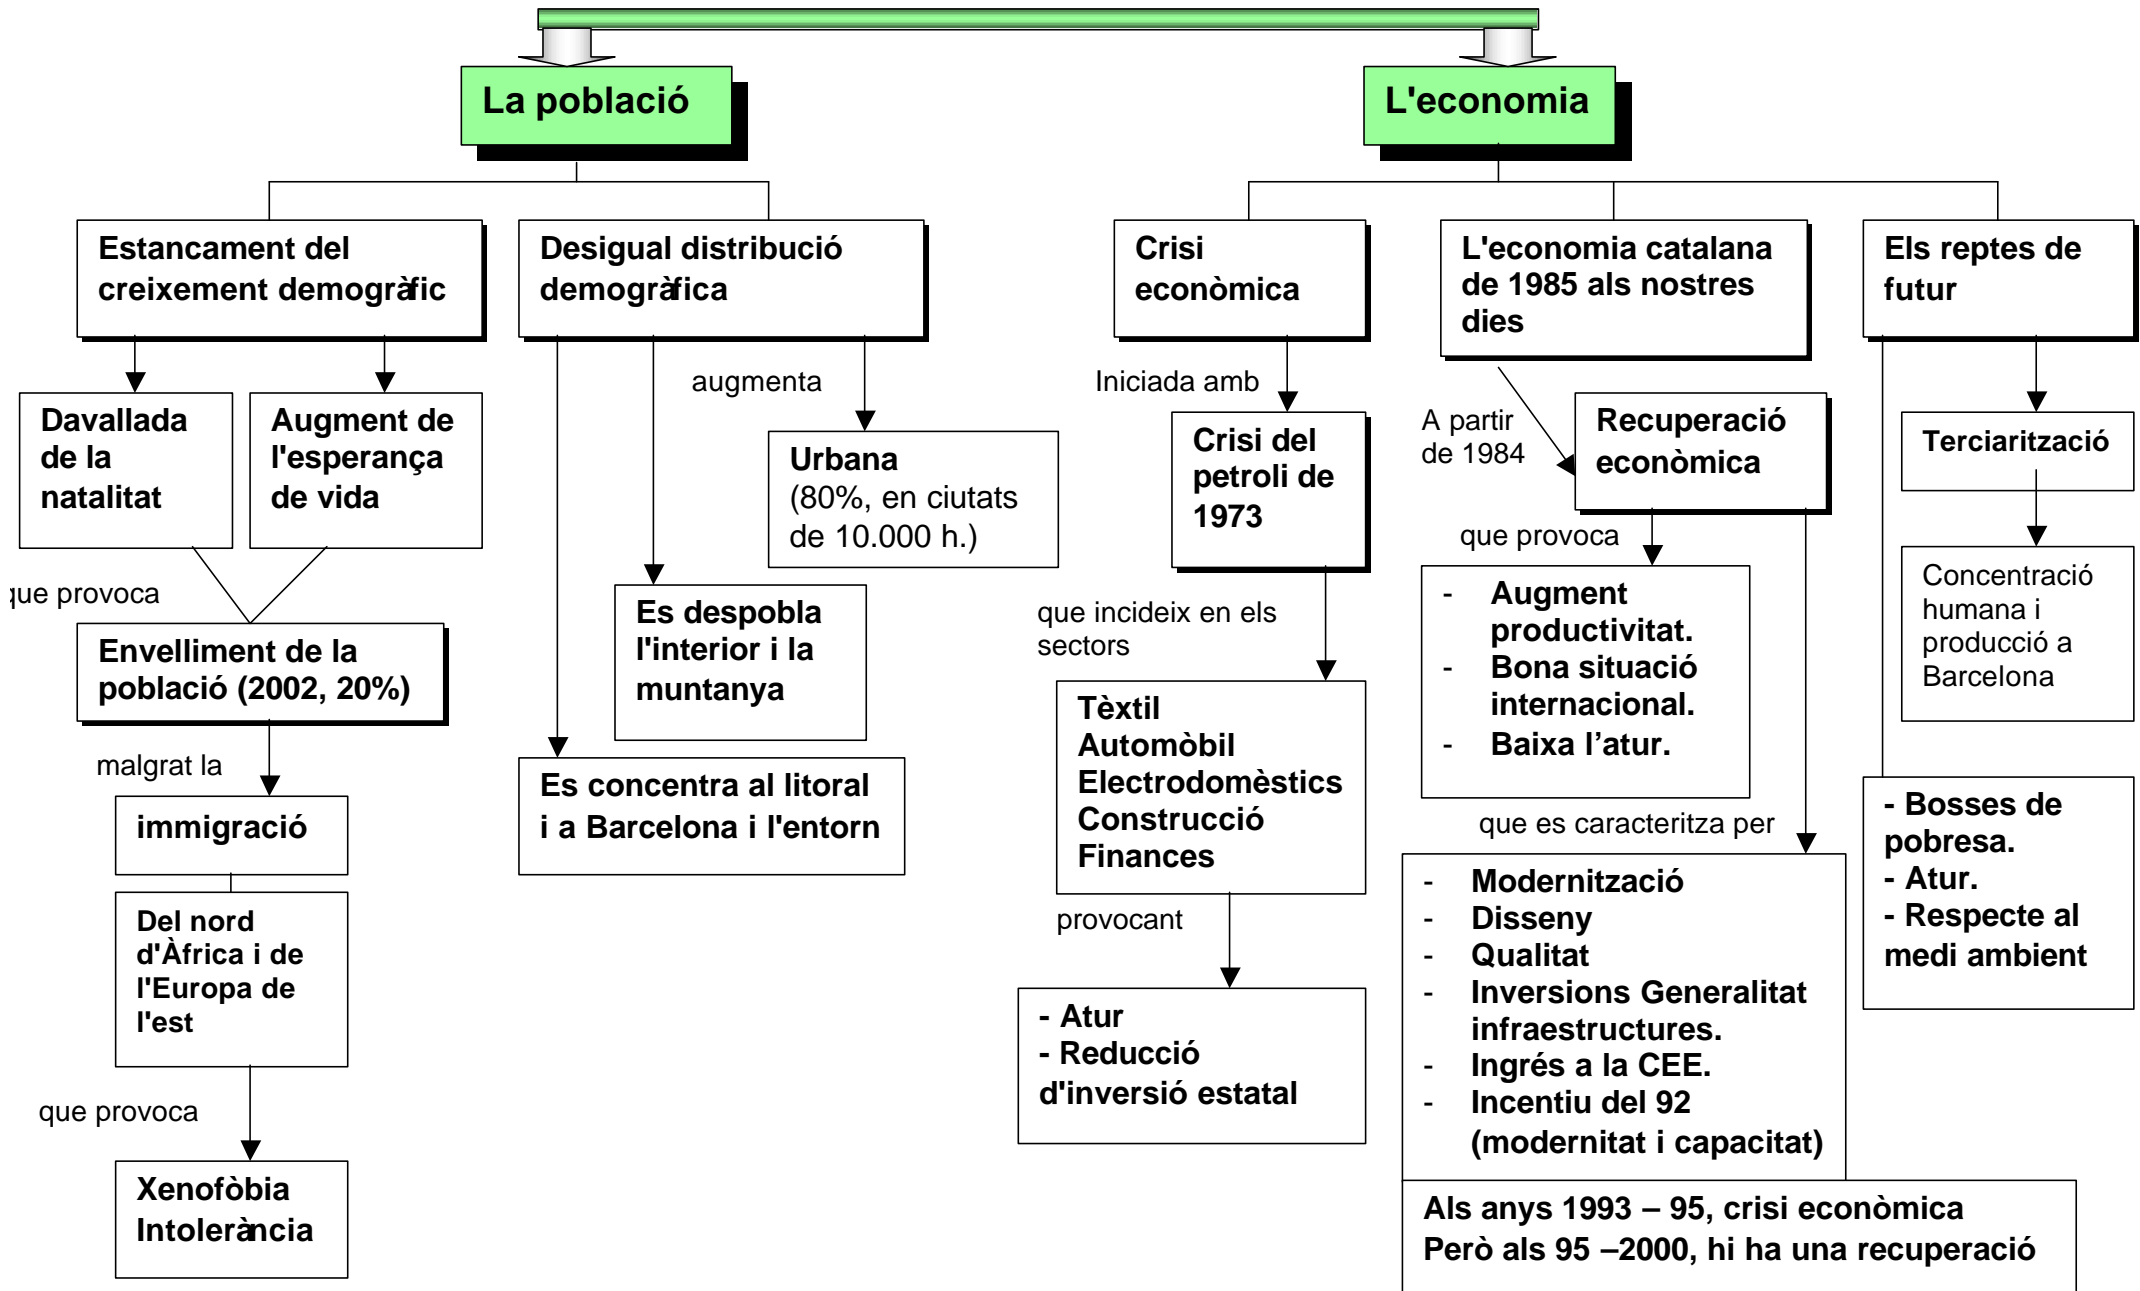 La població
L'economia
Estancament del
creixement demogràfic
Desigual distribució
demogràfica
Crisi
econòmica
L'economia catalana
de 1985 als nostres
dies
Els reptes de
futur
augmenta
Iniciada amb
A partir
de 1984
Davallada
de la
natalitat
Augment de
l'esperança
de vida
Urbana
(80%, en ciutats
de 10.000 h.)
Crisi del
petroli de
1973
Recuperació
econòmica
Terciarització
que provoca
que provoca
Es despobla
l'interior i la
muntanya
que incideix en els
sectors
- Augment
productivitat.
- Bona situació
internacional.
- Baixa l’atur.
Concentració
humana i
producció a
Barcelona
Envelliment de la
població (2002, 20%)
malgrat la
Es concentra al litoral
i a Barcelona i l'entorn
Tèxtil
Automòbil
Electrodomèstics
Construcció
Finances
que es caracteritza per
- Bosses de
pobresa.
- Atur.
- Respecte al
medi ambient
immigració
Del nord
d'Àfrica i de
l'Europa de
l'est
provocant
- Modernització
- Disseny
- Qualitat
- Inversions Generalitat
infraestructures.
- Ingrés a la CEE.
- Incentiu del 92
(modernitat i capacitat)
- Atur
- Reducció
d'inversió estatal
que provoca
Xenofòbia
Intolerància
Als anys 1993 – 95, crisi econòmica
Però als 95 –2000, hi ha una recuperació